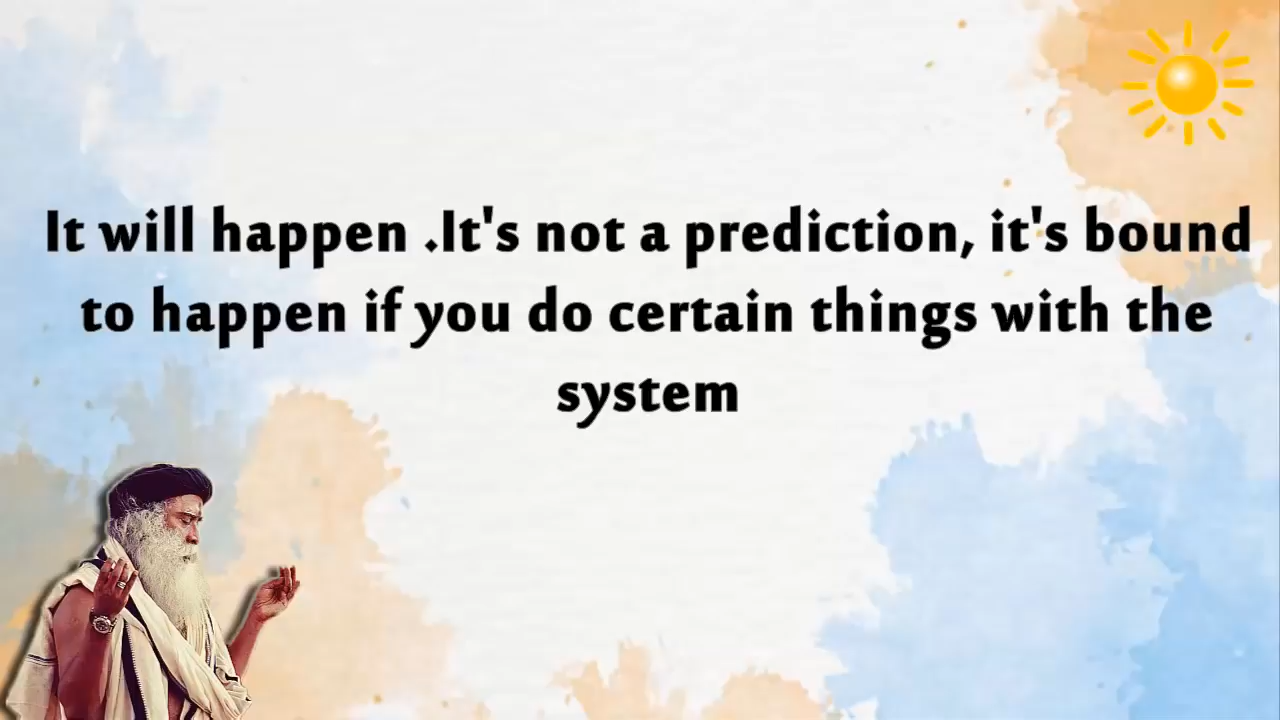 It will happen .It's not a prediction, it's bound
to happen if you do certain things with the
system